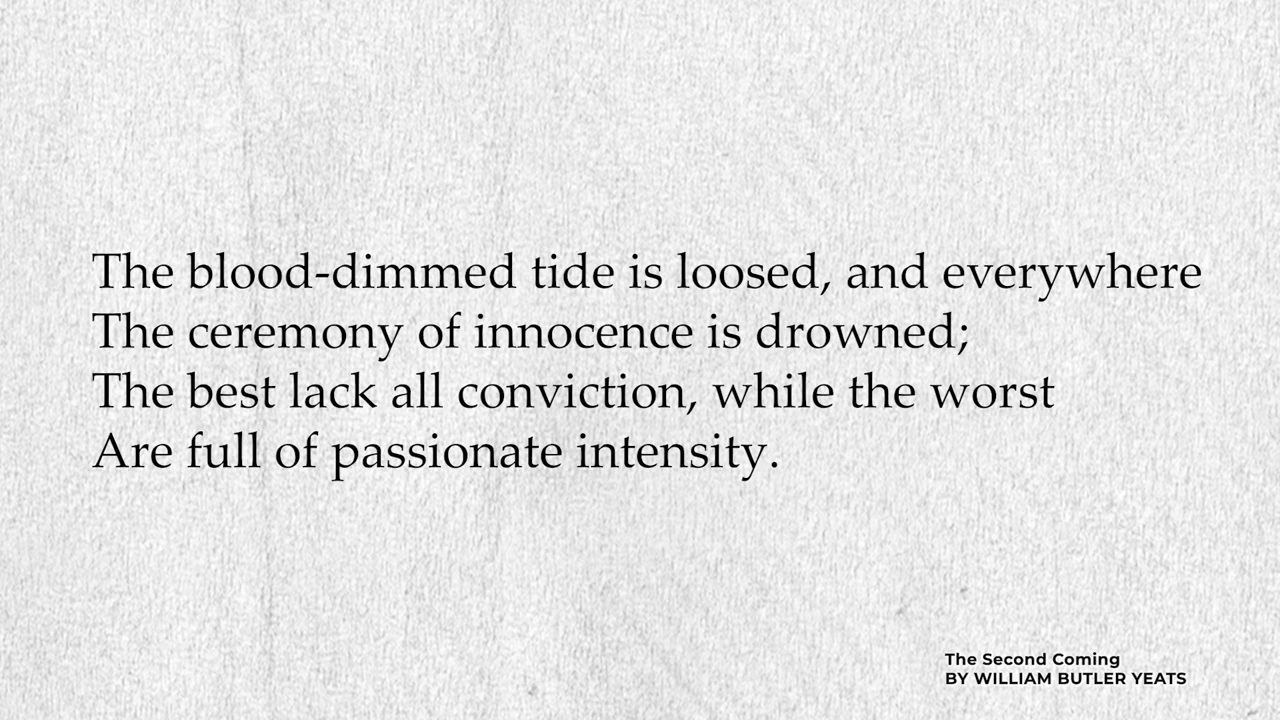 The blood-dimmed tide is loosed, and everywhere
The ceremony of innocence is drowned;
The best lack all conviction, while the worst
Are full of passionate intensity.
The Second Coming
BY WILLIAM BUTLER YEATS